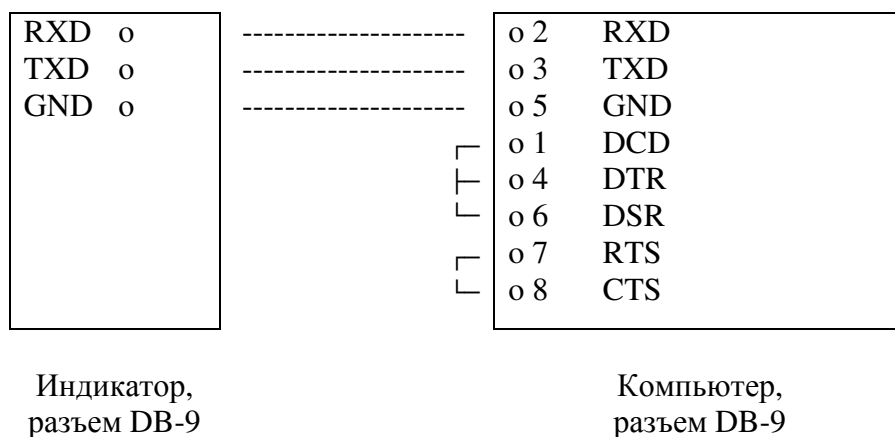 RXD o --------------------- o 2 RXD
TXD o --------------------- o 3 TXD
GND o --------------------- o 5 GND
o 1 DCD
o 4 DTR
o 6 DSR
o 7 RTS
o 8 CTS
Индикатор,
разъем DB-9
Компьютер,
разъем DB-9